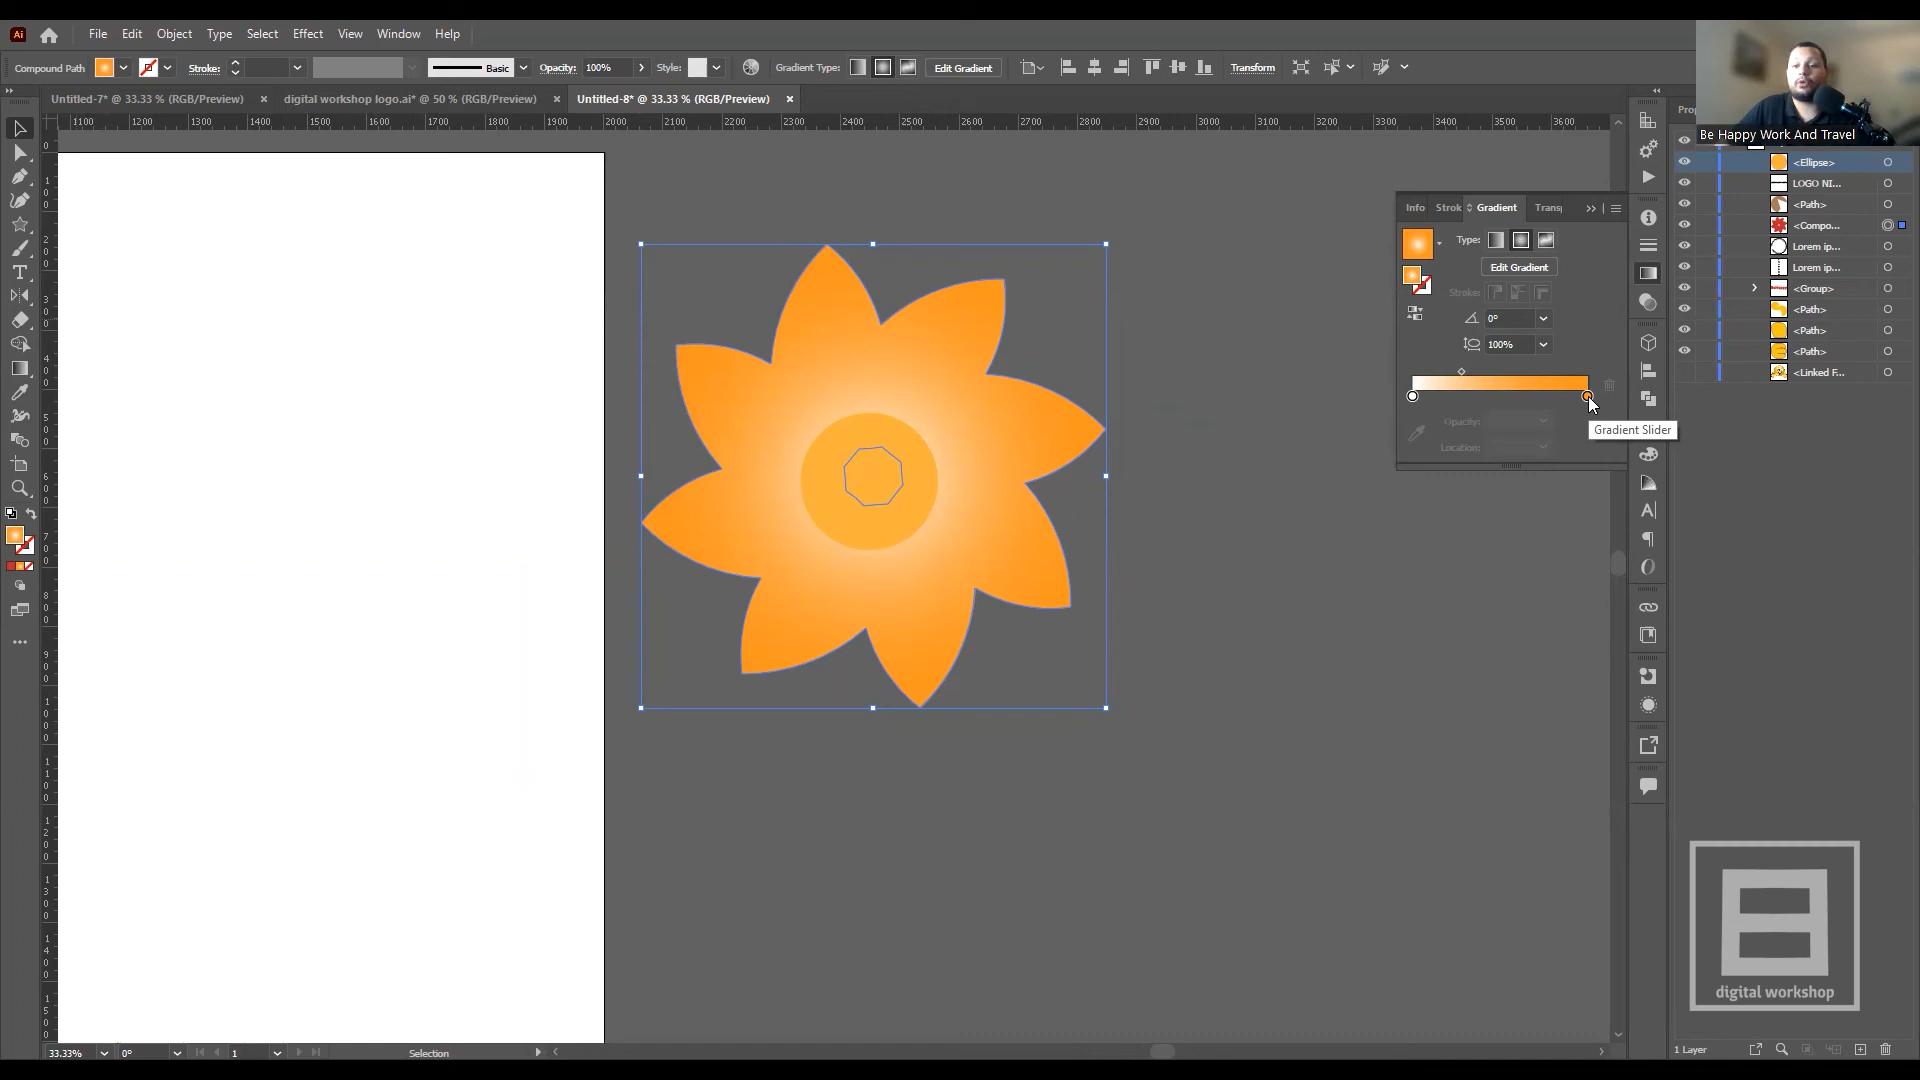 Ai File Edit Object Type Select Effect View Window Help
Compound Path Stroke: Basic Opacity: 100% Style: Gradient Type: Edit Gradient Transform
Untitled-7* @ 33.33 % (RGB/Preview) × digital workshop logo.ai* @ 50 % (RGB/Preview) × Untitled-8* @ 33.33 % (RGB/Preview) ×
1100 1200 1300 1400 1500 1600 1700 1800 1900 2000 2100 2200 2300 2400 2500 2600 2700 2800 2900 3000 3100 3200 3300 3400 3500 3600
Be Happy Work And Travel
<Ellipse>
LOGO NI...
<Path>
<Compo...
Lorem ip...
Lorem ip...
<Group>
<Path>
<Path>
<Path>
<Linked F...
Info Strok Gradient Trans
Type:
Edit Gradient
Stroke:
0°
100%
Opacity:
Location:
Gradient Slider
digital workshop
33.33% 0° 1 Selection
1 Layer